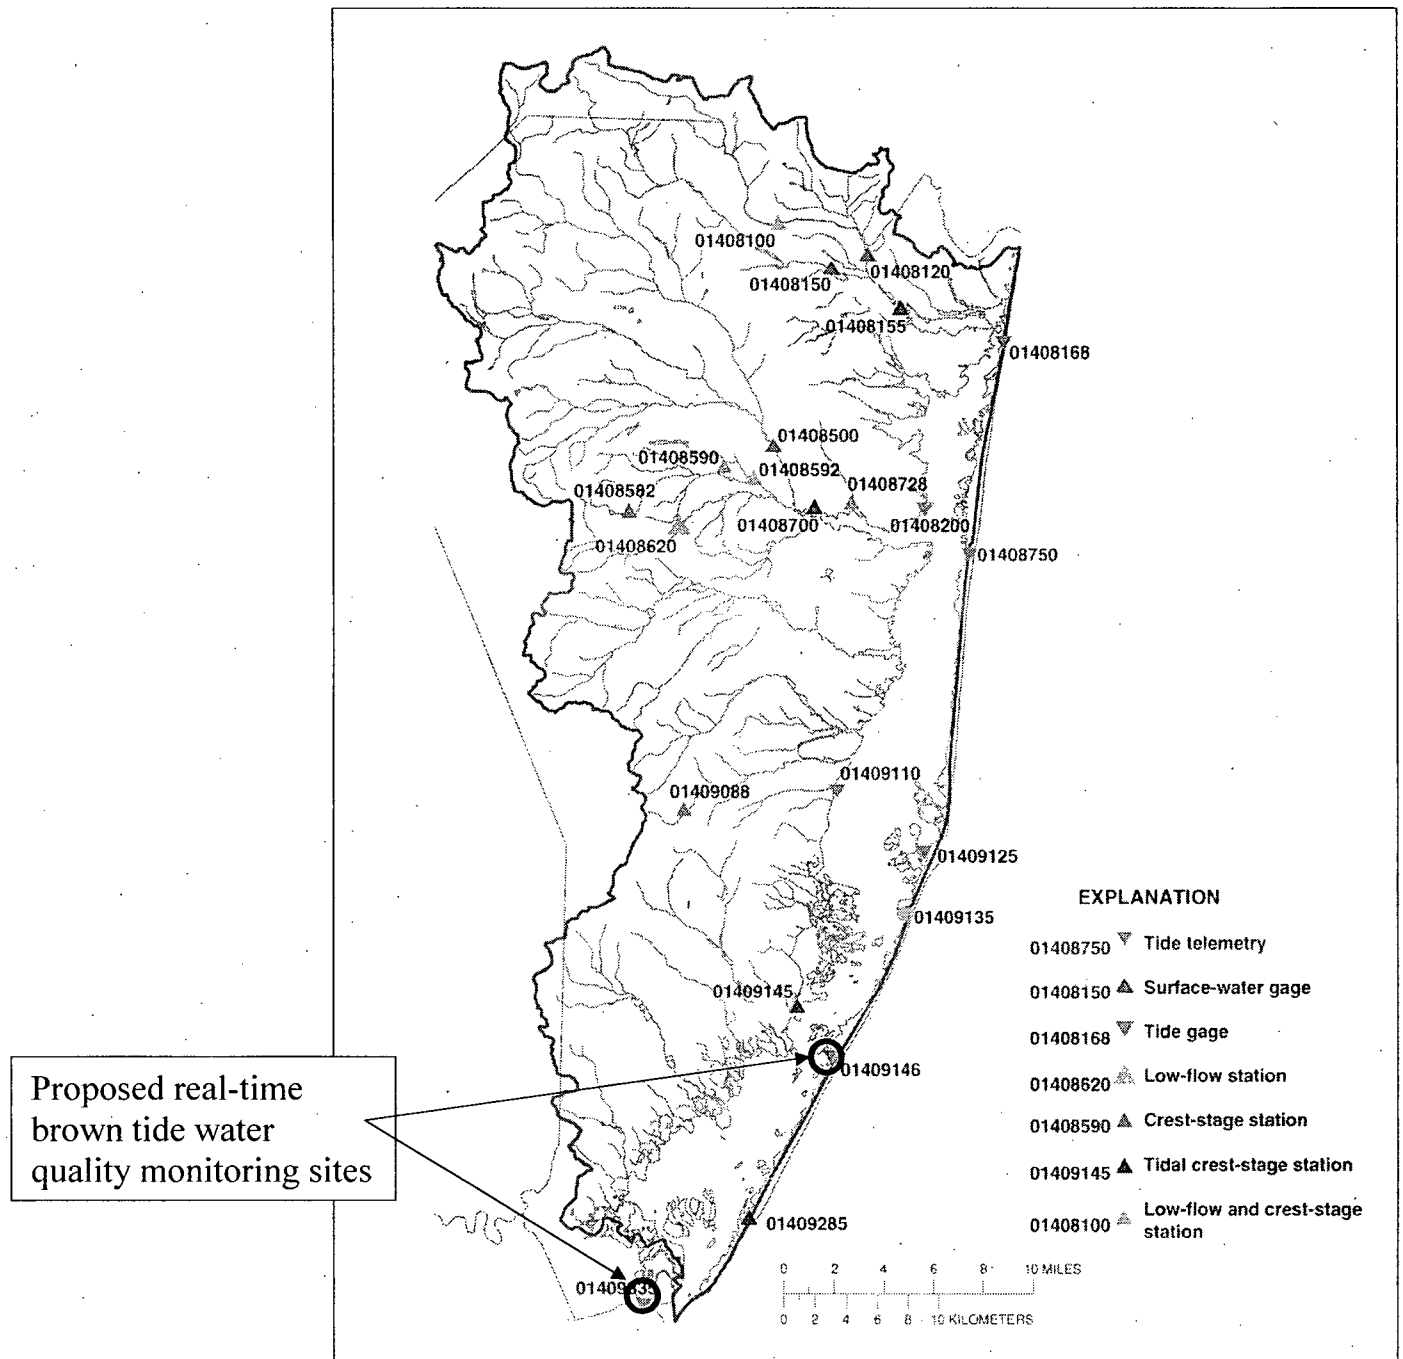 01408100
01408120
01408150
01408155
01408168
01408500
01408590
01408592
01408582
01408728
01408700
01408200
01408620
01408750
01409110
01409088
01409125
01409135
01409145
01409146
01409285
EXPLANATION
01408750 Tide telemetry
01408150 Surface-water gage
01408168 Tide gage
01408620 Low-flow station
01408590 Crest-stage station
01409145 Tidal crest-stage station
01408100 Low-flow and crest-stage
station
Proposed real-time
brown tide water
quality monitoring sites
0 2 4 6 8 10 MILES
0 2 4 6 8 10 KILOMETERS